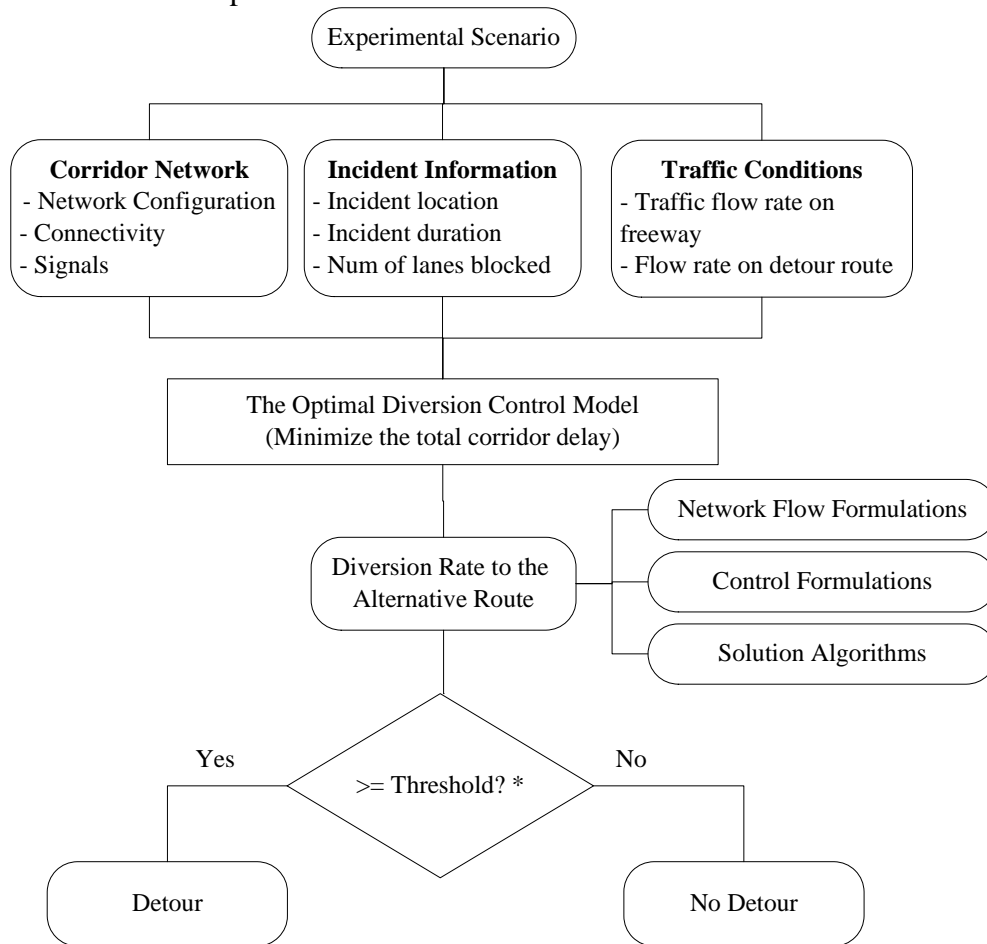 Experimental Scenario
Corridor Network
- Network Configuration
- Connectivity
- Signals
Incident Information
- Incident location
- Incident duration
- Num of lanes blocked
Traffic Conditions
- Traffic flow rate on
freeway
- Flow rate on detour route
The Optimal Diversion Control Model
(Minimize the total corridor delay)
Diversion Rate to the
Alternative Route
Network Flow Formulations
Control Formulations
Solution Algorithms
Yes
>= Threshold? *
No
Detour
No Detour